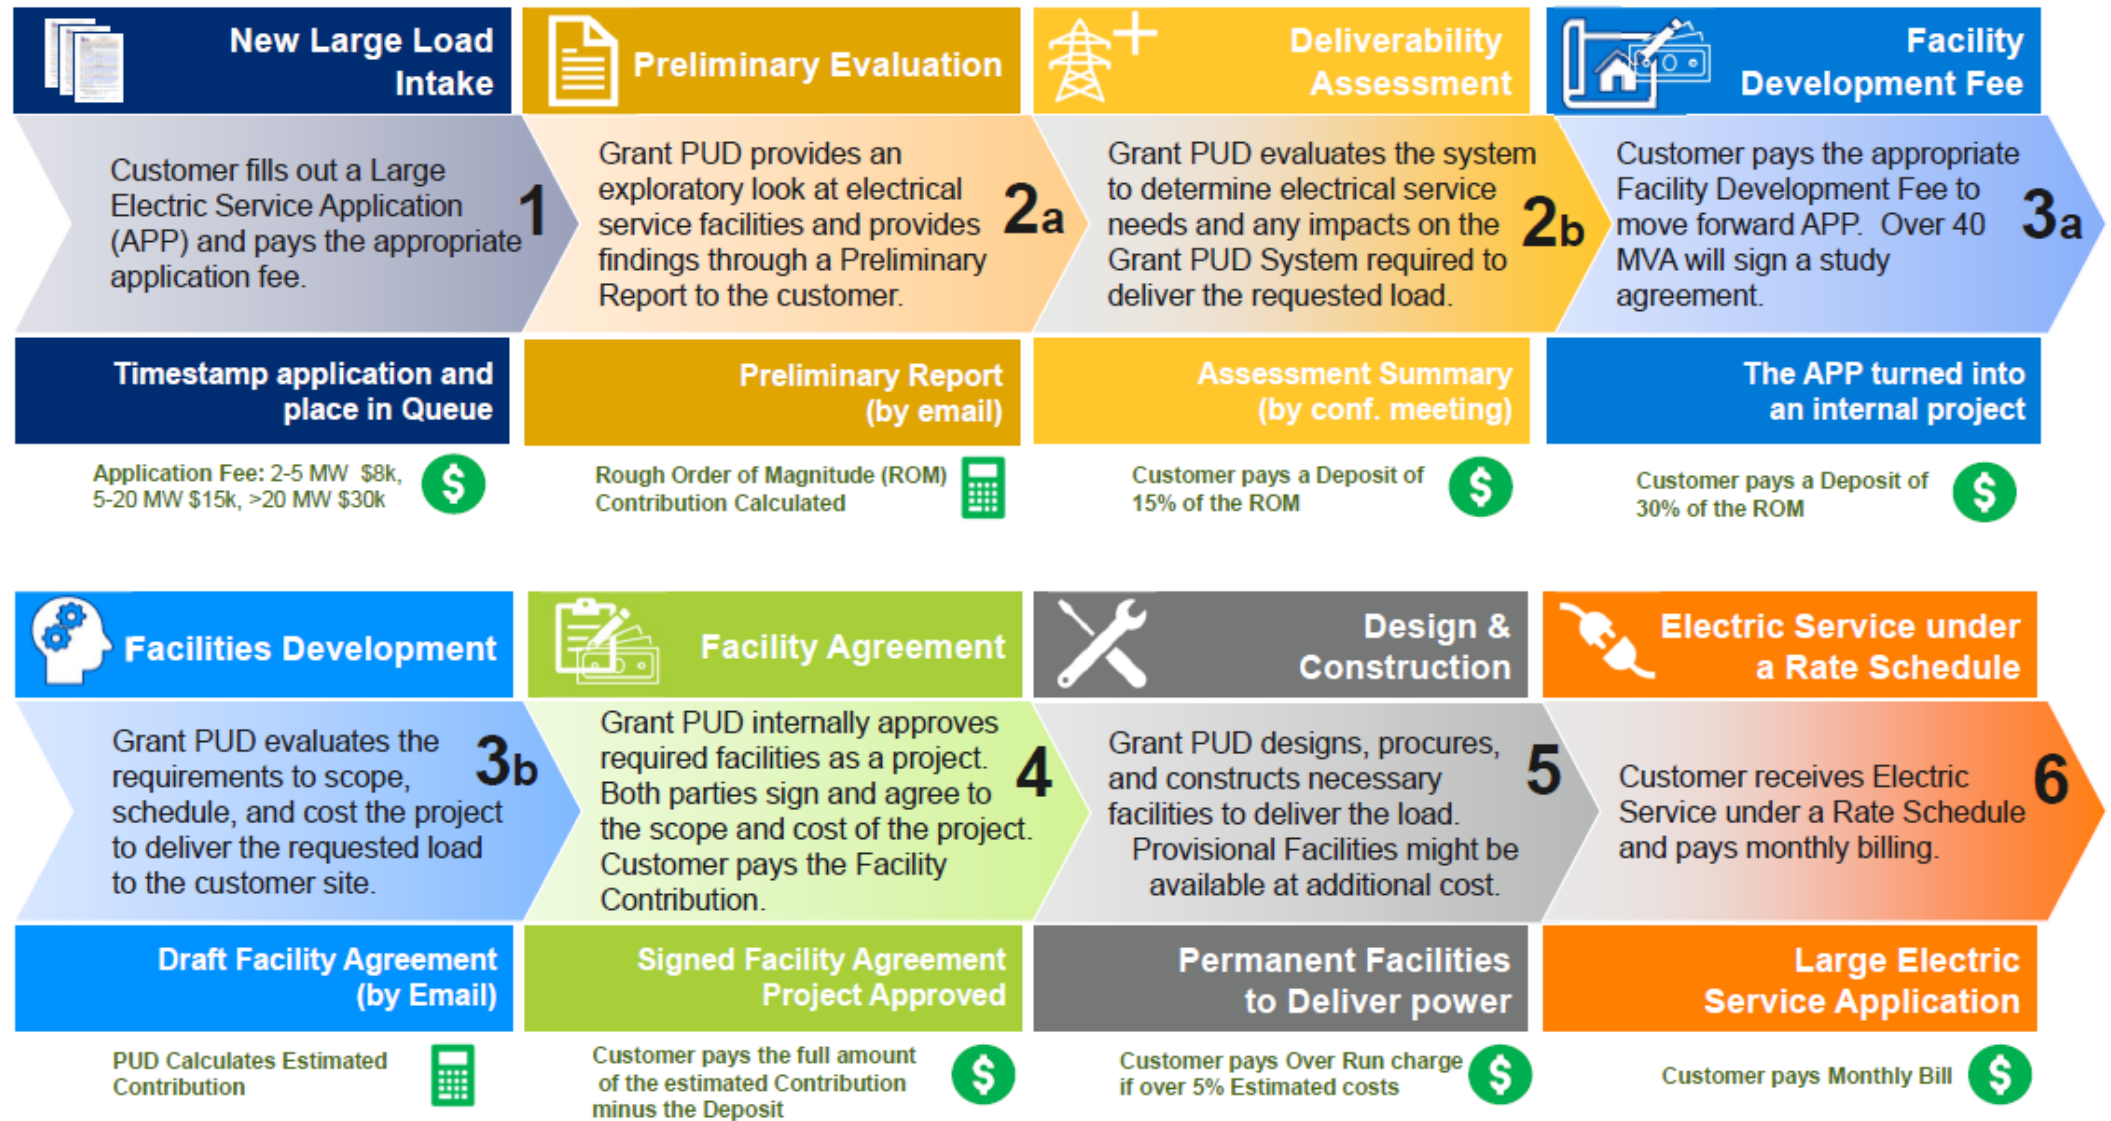 New Large Load
Intake
Customer fills out a Large
Electric Service Application
(APP) and pays the appropriate
application fee.
1
Timestamp application and
place in Queue
Application Fee: 2-5 MW $8k,
5-20 MW $15k, >20 MW $30k
$
Preliminary Evaluation
Grant PUD provides an
exploratory look at electrical
service facilities and provides
findings through a Preliminary
Report to the customer.
2a
Preliminary Report
(by email)
Rough Order of Magnitude (ROM)
Contribution Calculated
Deliverability
Assessment
Grant PUD evaluates the system
to determine electrical service
needs and any impacts on the
Grant PUD System required to
deliver the requested load.
2b
Assessment Summary
(by conf. meeting)
Customer pays a Deposit of
15% of the ROM
$
Facility
Development Fee
Customer pays the appropriate
Facility Development Fee to
move forward APP. Over 40
MVA will sign a study
agreement.
3a
The APP turned into
an internal project
Customer pays a Deposit of
30% of the ROM
$
Facilities Development
Grant PUD evaluates the
requirements to scope,
schedule, and cost the project
to deliver the requested load
to the customer site.
3b
Draft Facility Agreement
(by Email)
PUD Calculates Estimated
Contribution
Facility Agreement
Grant PUD internally approves
required facilities as a project.
Both parties sign and agree to
the scope and cost of the project.
Customer pays the Facility
Contribution.
4
Signed Facility Agreement
Project Approved
Customer pays the full amount
of the estimated Contribution
minus the Deposit
$
Design &
Construction
Grant PUD designs, procures,
and constructs necessary
facilities to deliver the load.
Provisional Facilities might be
available at additional cost.
5
Permanent Facilities
to Deliver power
Customer pays Over Run charge
if over 5% Estimated costs
$
Electric Service under
a Rate Schedule
Customer receives Electric
Service under a Rate Schedule
and pays monthly billing.
6
Large Electric
Service Application
Customer pays Monthly Bill
$